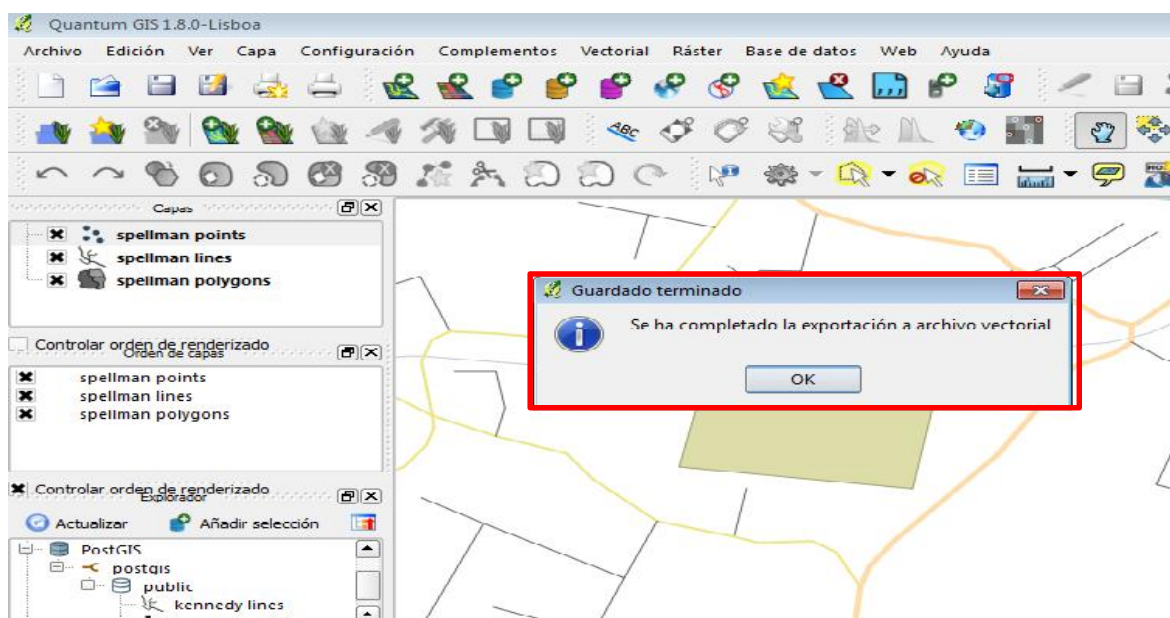 Quantum GIS 1.8.0-Lisboa
Archivo Edición Ver Capa Configuración Complementos Vectorial Ráster Base de datos Web Ayuda
ABC
Capas
spellman points
spellman lines
spellman polygons
Controlar orden de renderizado
Orden de capas
spellman points
spellman lines
spellman polygons
Controlar orden de renderizado
Explorador
Actualizar Añadir selección
PostGIS
postgis
public
kennedy lines
Guardado terminado
Se ha completado la exportación a archivo vectorial
OK